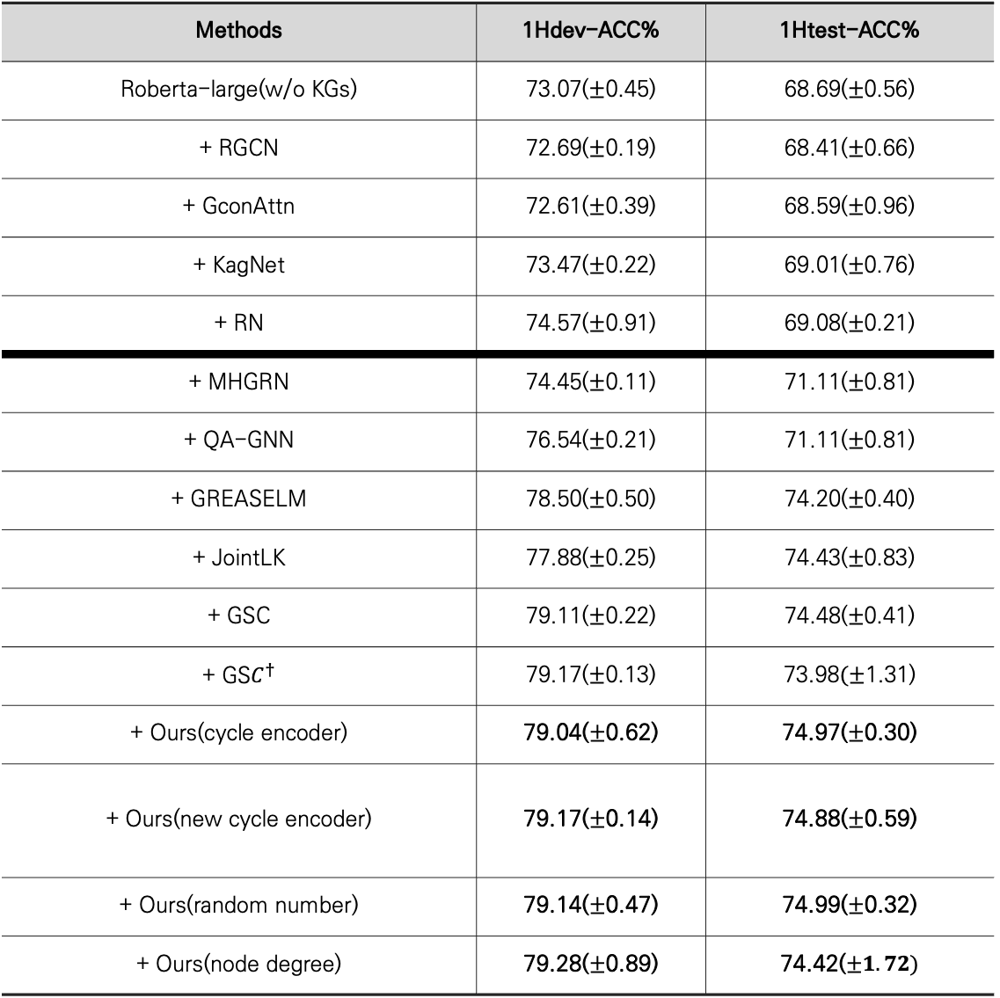 Methods 1Hdev-ACC% 1Htest-ACC%
Roberta-large(w/o KGs) 73.07(±0.45) 68.69(±0.56)
+ RGCN 72.69(±0.19) 68.41(±0.66)
+ GconAttn 72.61(±0.39) 68.59(±0.96)
+ KagNet 73.47(±0.22) 69.01(±0.76)
+ RN 74.57(±0.91) 69.08(±0.21)
+ MHGRN 74.45(±0.11) 71.11(±0.81)
+ QA-GNN 76.54(±0.21) 71.11(±0.81)
+ GREASELM 78.50(±0.50) 74.20(±0.40)
+ JointLK 77.88(±0.25) 74.43(±0.83)
+ GSC 79.11(±0.22) 74.48(±0.41)
+ GSC† 79.17(±0.13) 73.98(±1.31)
+ Ours(cycle encoder) 79.04(±0.62) 74.97(±0.30)
+ Ours(new cycle encoder) 79.17(±0.14) 74.88(±0.59)
+ Ours(random number) 79.14(±0.47) 74.99(±0.32)
+ Ours(node degree) 79.28(±0.89) 74.42(±1.72)